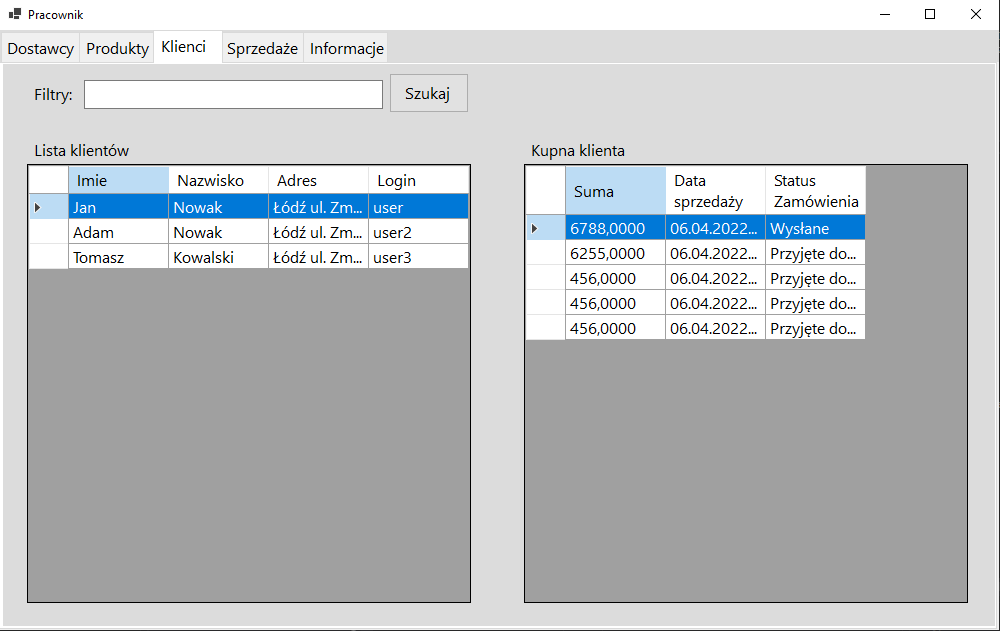 Pracownik
Dostawcy Produkty Klienci Sprzedaże Informacje
Filtry: Szukaj
Lista klientów
Imie Nazwisko Adres Login
Jan Nowak Łódź ul. Zm... user
Adam Nowak Łódź ul. Zm... user2
Tomasz Kowalski Łódź ul. Zm... user3
Kupna klienta
Suma Data sprzedaży Status Zamówienia
6788,0000 06.04.2022... Wysłane
6255,0000 06.04.2022... Przyjęte do...
456,0000 06.04.2022... Przyjęte do...
456,0000 06.04.2022... Przyjęte do...
456,0000 06.04.2022... Przyjęte do...